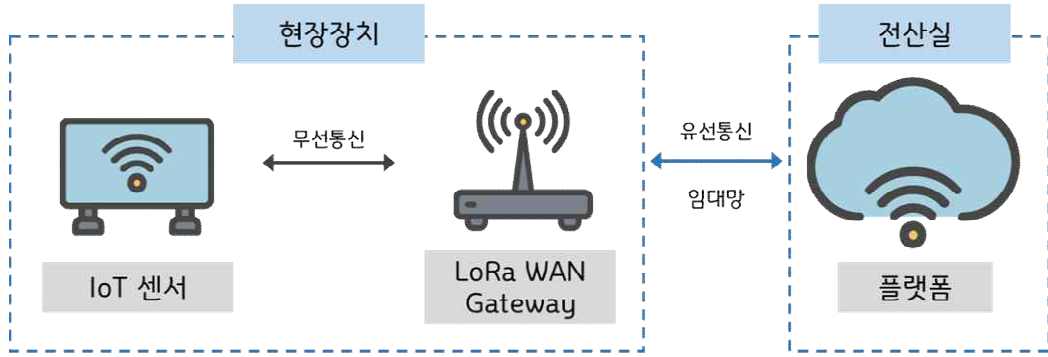 현장장치
전산실
무선통신
유선통신
임대망
IoT 센서
LoRa WAN
Gateway
플랫폼